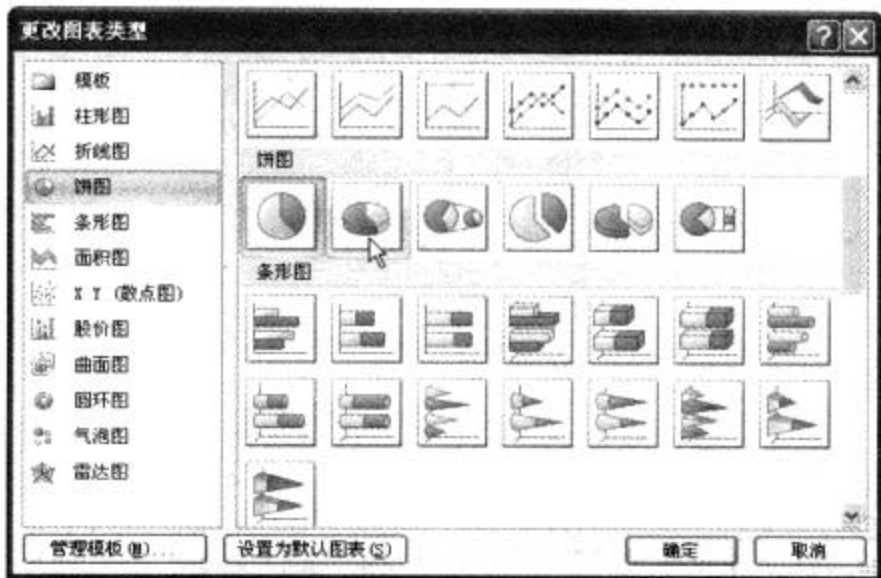 更改图表类型
模板
柱形图
折线图
饼图
条形图
面积图
X Y (散点图)
股价图
曲面图
圆环图
气泡图
雷达图
饼图
条形图
管理模板(M)...
设置为默认图表(S)
确定
取消